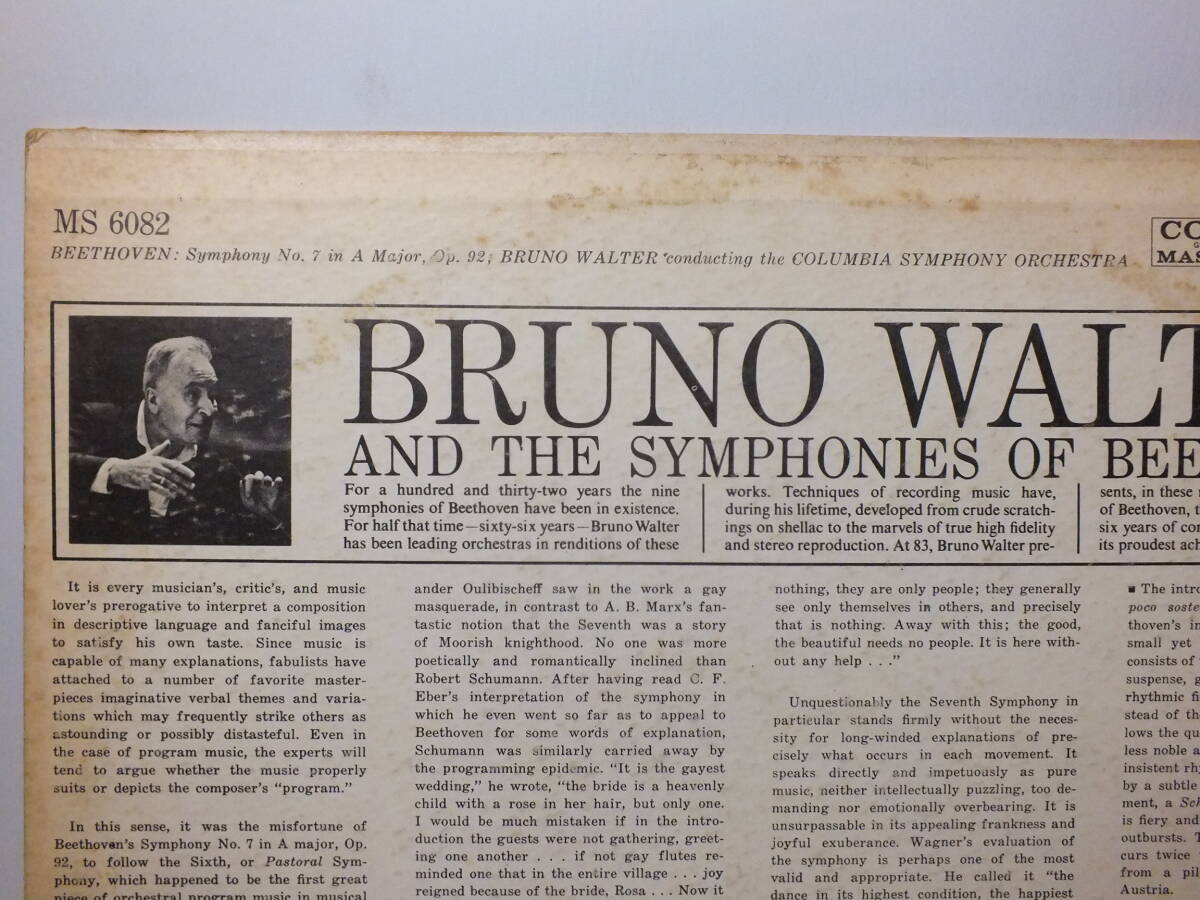 MS 6082
BEETHOVEN: Symphony No. 7 in A Major, Op. 92; BRUNO WALTER conducting the COLUMBIA SYMPHONY ORCHESTRA
CO
MAS
BRUNO WALT
AND THE SYMPHONIES OF BEE
For a hundred and thirty-two years the nine
symphonies of Beethoven have been in existence.
For half that time—sixty-six years—Bruno Walter
has been leading orchestras in renditions of these
works. Techniques of recording music have,
during his lifetime, developed from crude scratch-
ings on shellac to the marvels of true high fidelity
and stereo reproduction. At 83, Bruno Walter pre-
sents, in these
of Beethoven, t
six years of con
its proudest ach
It is every musician's, critic's, and music
lover's prerogative to interpret a composition
in descriptive language and fanciful images
to satisfy his own taste. Since music is
capable of many explanations, fabulists have
attached to a number of favorite master-
pieces imaginative verbal themes and varia-
tions which may frequently strike others as
astounding or possibly distasteful. Even in
the case of program music, the experts will
tend to argue whether the music properly
suits or depicts the composer's "program."
In this sense, it was the misfortune of
Beethoven's Symphony No. 7 in A major, Op.
92, to follow the Sixth, or Pastoral Sym-
phony, which happened to be the first great
piece of orchestral program music in musical
ander Oulibischeff saw in the work a gay
masquerade, in contrast to A. B. Marx's fan-
tastic notion that the Seventh was a story
of Moorish knighthood. No one was more
poetically and romantically inclined than
Robert Schumann. After having read C. F.
Eber's interpretation of the symphony in
which he even went so far as to appeal to
Beethoven for some words of explanation,
Schumann was similarly carried away by
the programming epidemic. "It is the gayest
wedding," he wrote, "the bride is a heavenly
child with a rose in her hair, but only one.
I would be much mistaken if in the intro-
duction the guests were not gathering, greet-
ing one another . . . if not gay flutes re-
minded one that in the entire village . . . joy
reigned because of the bride, Rosa . . . Now it
nothing, they are only people; they generally
see only themselves in others, and precisely
that is nothing. Away with this; the good,
the beautiful needs no people. It is here with-
out any help . . ."
Unquestionably the Seventh Symphony in
particular stands firmly without the neces-
sity for long-winded explanations of pre-
cisely what occurs in each movement. It
speaks directly and impetuously as pure
music, neither intellectually puzzling, too de-
manding nor emotionally overbearing. It is
unsurpassable in its appealing frankness and
joyful exuberance. Wagner's evaluation of
the symphony is perhaps one of the most
valid and appropriate. He called it "the
dance in its highest condition, the happiest
■ The intro
poco soste
thoven's in
small yet
consists of
suspense, g
rhythmic fi
stead of th
lows the qu
less noble a
insistent rhy
by a subtle
ment, a Sch
is fiery and
outbursts. T
curs twice
from a pil
Austria.